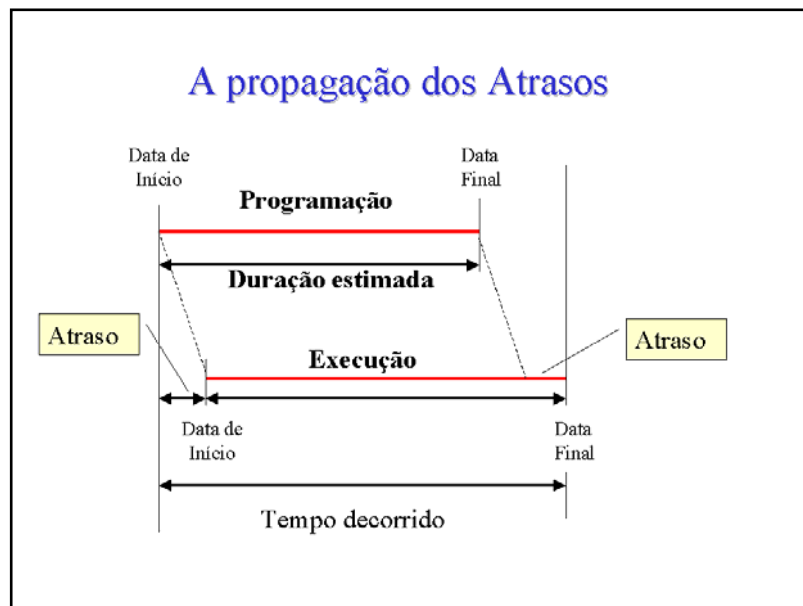 A propagação dos Atrasos
Data de
Início
Data
Final
Programação
Duração estimada
Atraso
Execução
Atraso
Data de
Início
Data
Final
Tempo decorrido